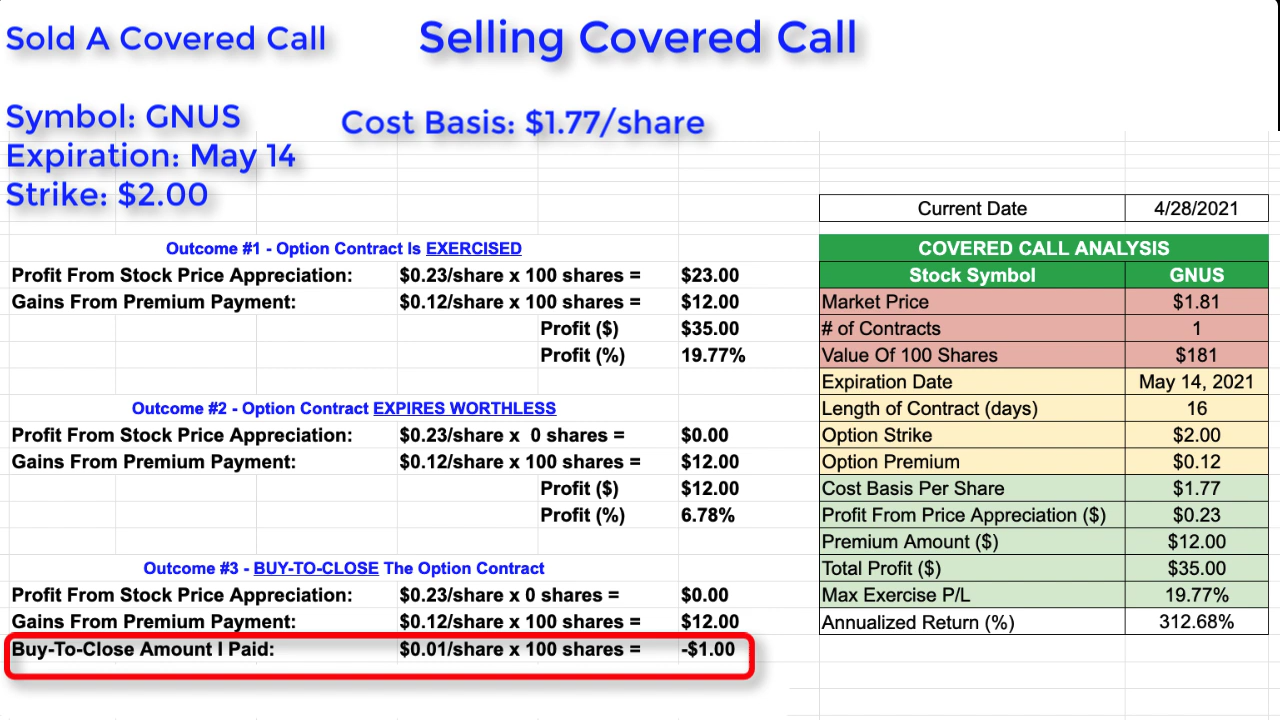 Sold A Covered Call
Selling Covered Call
Symbol: GNUS
Cost Basis: $1.77/share
Expiration: May 14
Strike: $2.00
Outcome #1 - Option Contract Is EXERCISED
Profit From Stock Price Appreciation: $0.23/share x 100 shares = $23.00
Gains From Premium Payment: $0.12/share x 100 shares = $12.00
Profit ($) $35.00
Profit (%) 19.77%
Outcome #2 - Option Contract EXPIRES WORTHLESS
Profit From Stock Price Appreciation: $0.23/share x 0 shares = $0.00
Gains From Premium Payment: $0.12/share x 100 shares = $12.00
Profit ($) $12.00
Profit (%) 6.78%
Outcome #3 - BUY-TO-CLOSE The Option Contract
Profit From Stock Price Appreciation: $0.23/share x 0 shares = $0.00
Gains From Premium Payment: $0.12/share x 100 shares = $12.00
Buy-To-Close Amount I Paid: $0.01/share x 100 shares = -$1.00
Current Date 4/28/2021
COVERED CALL ANALYSIS
Stock Symbol GNUS
Market Price $1.81
# of Contracts 1
Value Of 100 Shares $181
Expiration Date May 14, 2021
Length of Contract (days) 16
Option Strike $2.00
Option Premium $0.12
Cost Basis Per Share $1.77
Profit From Price Appreciation ($) $0.23
Premium Amount ($) $12.00
Total Profit ($) $35.00
Max Exercise P/L 19.77%
Annualized Return (%) 312.68%